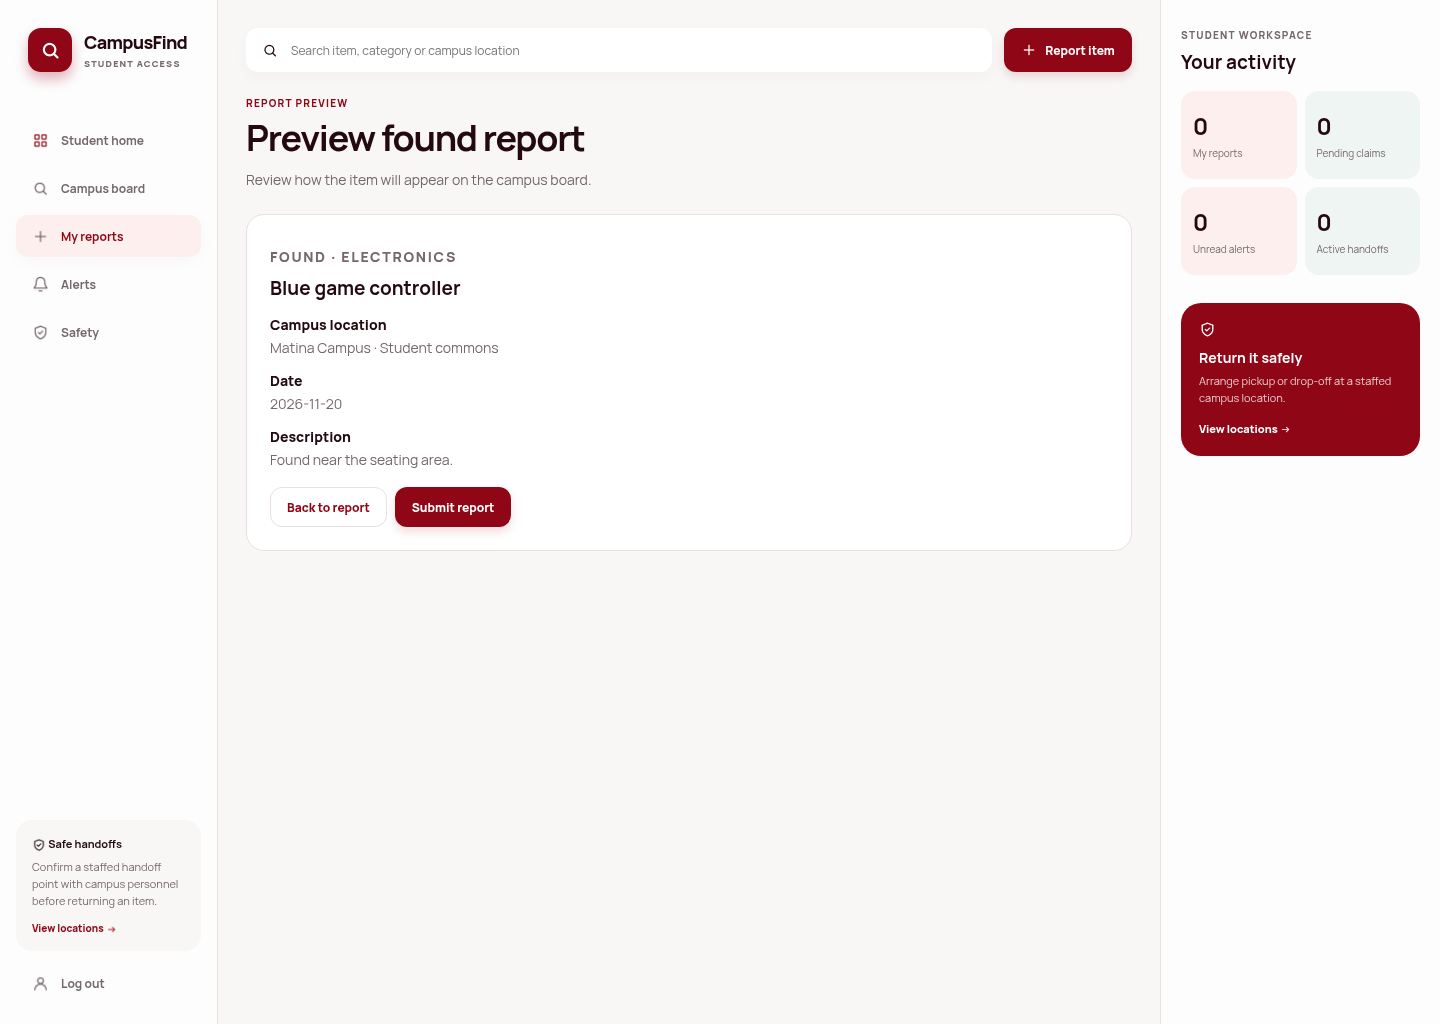 CampusFind
STUDENT ACCESS
Student home
Campus board
My reports
Alerts
Safety
Safe handoffs
Confirm a staffed handoff
point with campus personnel
before returning an item.
View locations →
Log out
Search item, category or campus location
Report item
REPORT PREVIEW
Preview found report
Review how the item will appear on the campus board.
FOUND · ELECTRONICS
Blue game controller
Campus location
Matina Campus · Student commons
Date
2026-11-20
Description
Found near the seating area.
Back to report
Submit report
STUDENT WORKSPACE
Your activity
0
My reports
0
Pending claims
0
Unread alerts
0
Active handoffs
Return it safely
Arrange pickup or drop-off at a staffed
campus location.
View locations →